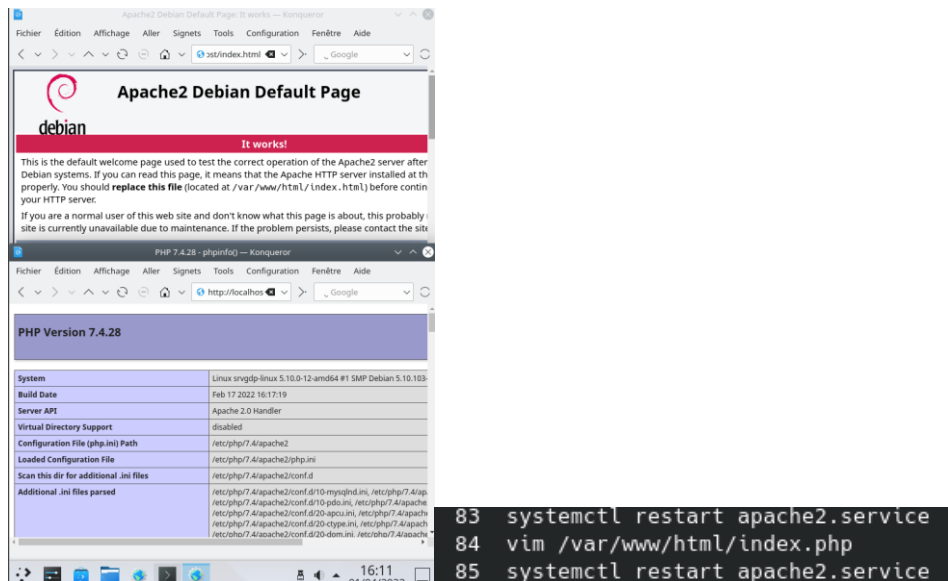 Apache2 Debian Default Page: It works — Konqueror
Fichier Édition Affichage Aller Signets Tools Configuration Fenêtre Aide
ost/index.html Google
debian
Apache2 Debian Default Page
It works!
This is the default welcome page used to test the correct operation of the Apache2 server after
Debian systems. If you can read this page, it means that the Apache HTTP server installed at th
properly. You should replace this file (located at /var/www/html/index.html) before contin
your HTTP server.
If you are a normal user of this web site and don't know what this page is about, this probably
site is currently unavailable due to maintenance. If the problem persists, please contact the site
PHP 7.4.28 - phpinfo() — Konqueror
Fichier Édition Affichage Aller Signets Tools Configuration Fenêtre Aide
http://localhos Google
PHP Version 7.4.28
System Linux srvgdp-linux 5.10.0-12-amd64 #1 SMP Debian 5.10.103-
Build Date Feb 17 2022 16:17:19
Server API Apache 2.0 Handler
Virtual Directory Support disabled
Configuration File (php.ini) Path /etc/php/7.4/apache2
Loaded Configuration File /etc/php/7.4/apache2/php.ini
Scan this dir for additional .ini files /etc/php/7.4/apache2/conf.d
Additional .ini files parsed /etc/php/7.4/apache2/conf.d/10-mysqlnd.ini, /etc/php/7.4/ap
/etc/php/7.4/apache2/conf.d/10-pdo.ini, /etc/php/7.4/apache
/etc/php/7.4/apache2/conf.d/20-apcu.ini, /etc/php/7.4/apach
/etc/php/7.4/apache2/conf.d/20-ctype.ini, /etc/php/7.4/apach
/etc/php/7.4/apache2/conf.d/20-dom.ini, /etc/php/7.4/apache
16:11
83 systemctl restart apache2.service
84 vim /var/www/html/index.php
85 systemctl restart apache2.service